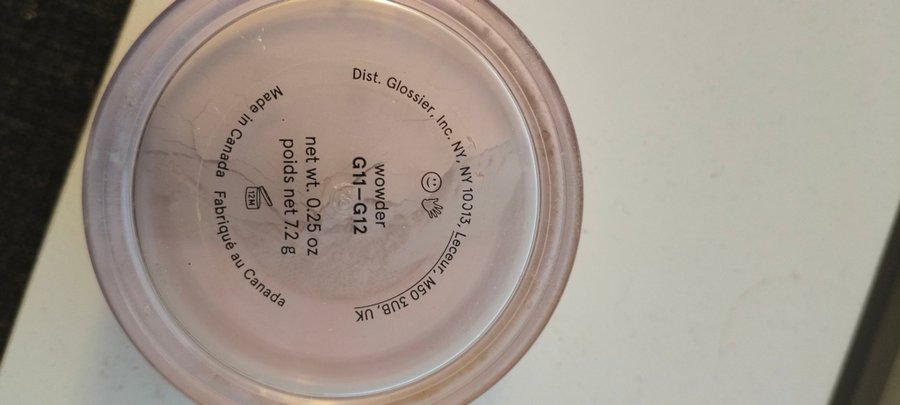 Dist. Glossier, Inc. NY, NY 10013, Leceur, M50 3UB, UK
wowder
G11–G12
net wt. 0.25 oz
poids net 7.2 g
12M
Made in Canada Fabriqué au Canada